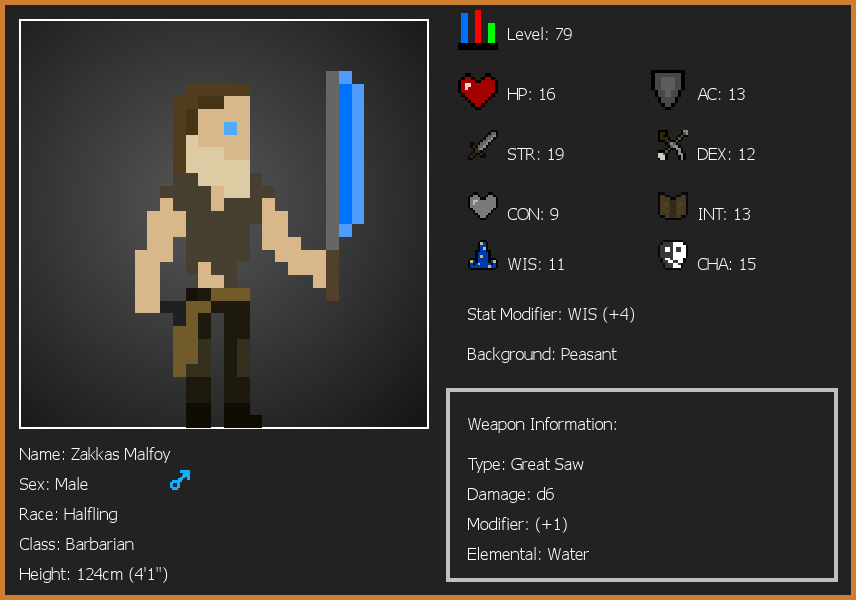 Level: 79
HP: 16
AC: 13
STR: 19
DEX: 12
CON: 9
INT: 13
WIS: 11
CHA: 15
Stat Modifier: WIS (+4)
Background: Peasant
Weapon Information:
Type: Great Saw
Damage: d6
Modifier: (+1)
Elemental: Water
Name: Zakkas Malfoy
Sex: Male
Race: Halfling
Class: Barbarian
Height: 124cm (4'1")